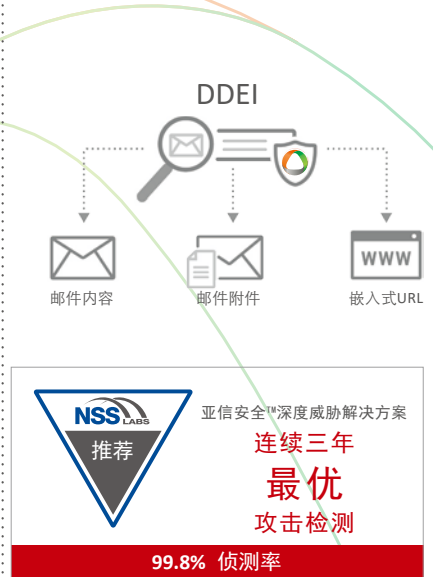 DDEI
WWW
邮件内容
邮件附件
嵌入式URL
NSS LABS
推荐
亚信安全™深度威胁解决方案
连续三年
最优
攻击检测
99.8% 侦测率